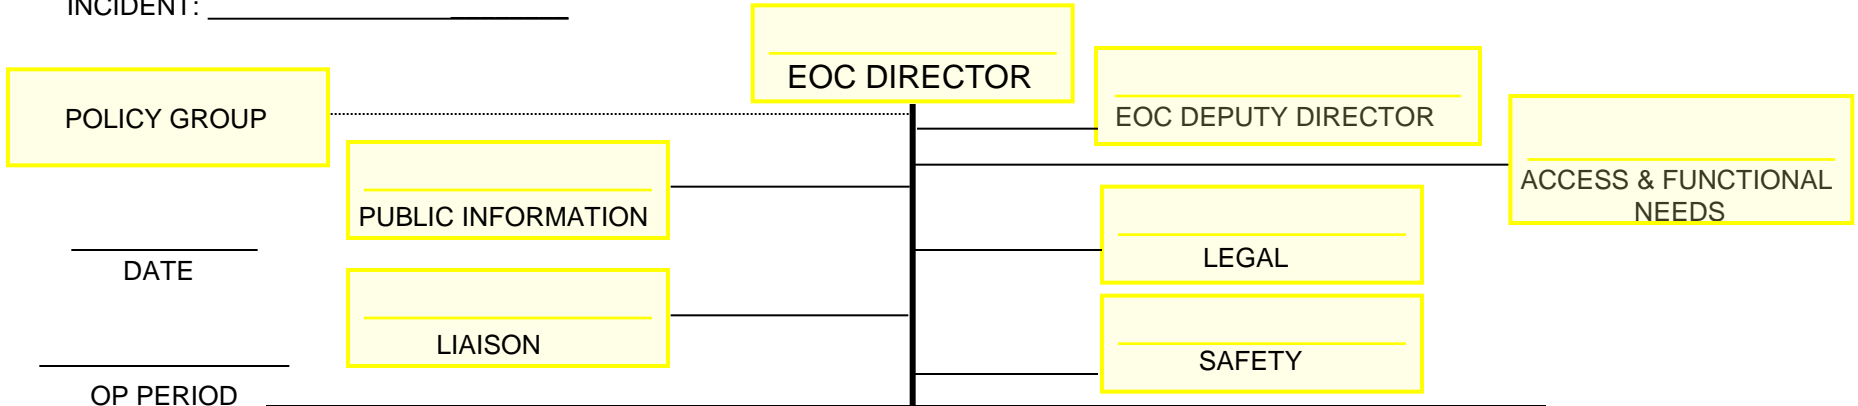 INCIDENT:
EOC DIRECTOR
POLICY GROUP
EOC DEPUTY DIRECTOR
ACCESS & FUNCTIONAL
NEEDS
PUBLIC INFORMATION
LEGAL
DATE
LIAISON
SAFETY
OP PERIOD